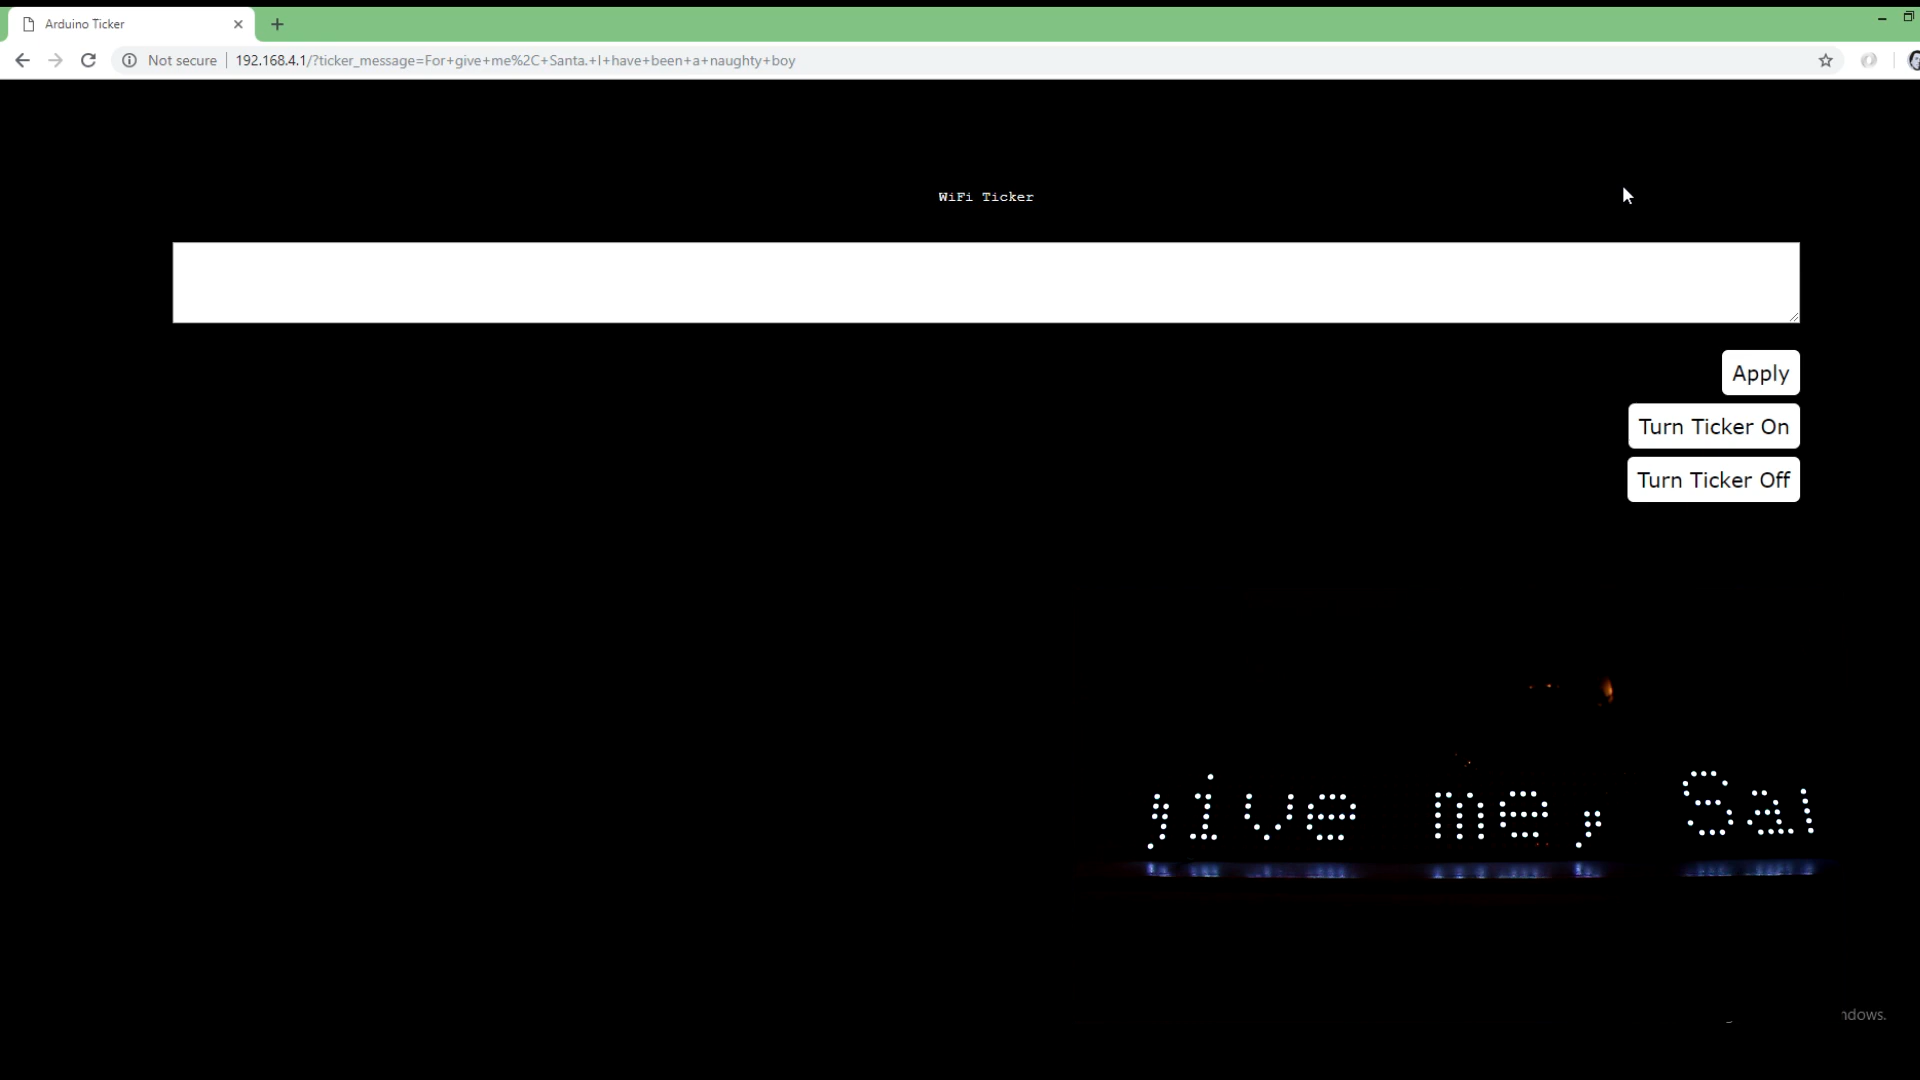 Arduino Ticker
Not secure
192.168.4.1/?ticker_message=For+give+me%2C+Santa.+I+have+been+a+naughty+boy
WiFi Ticker
Apply
Turn Ticker On
Turn Ticker Off
give me, San
ndows.